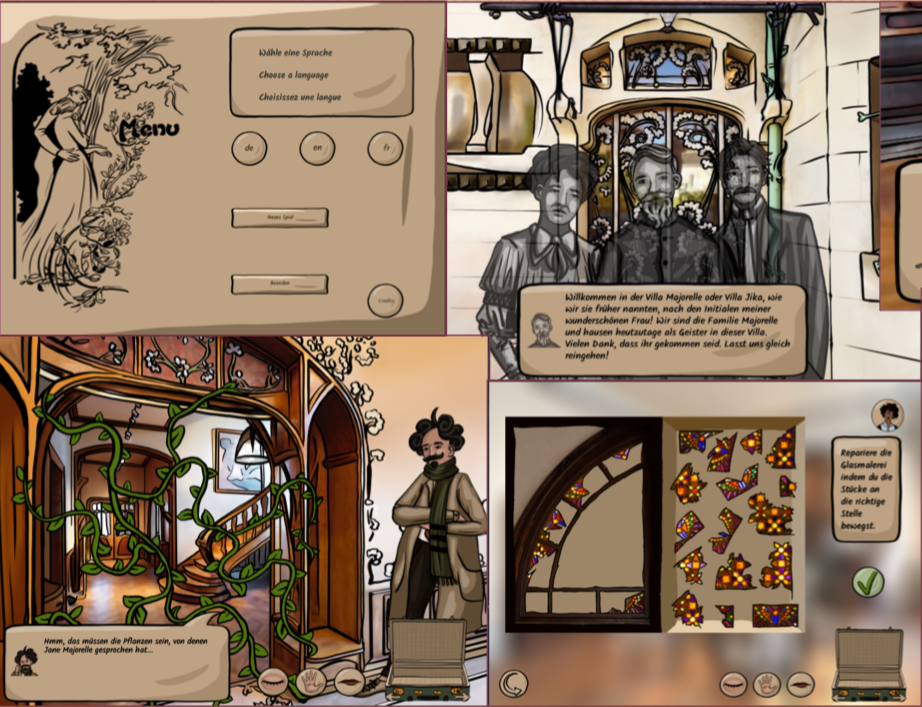 Wähle eine Sprache
Choose a language
Choisissez une langue
Menu
de
en
fr
Neues Spiel
Beenden
Credits
Willkommen in der Villa Majorelle oder Villa Jika, wie
wir sie früher nannten, nach den Initialen meiner
wunderschönen Frau! Wir sind die Familie Majorelle
und hausen heutzutage als Geister in dieser Villa.
Vielen Dank, dass ihr gekommen seid. Lasst uns gleich
reingehen!
Hmm, das müssen die Pflanzen sein, von denen
Jane Majorelle gesprochen hat...
Repariere die
Glasmalerei
indem du die
Stücke an
die richtige
Stelle
bewegst.